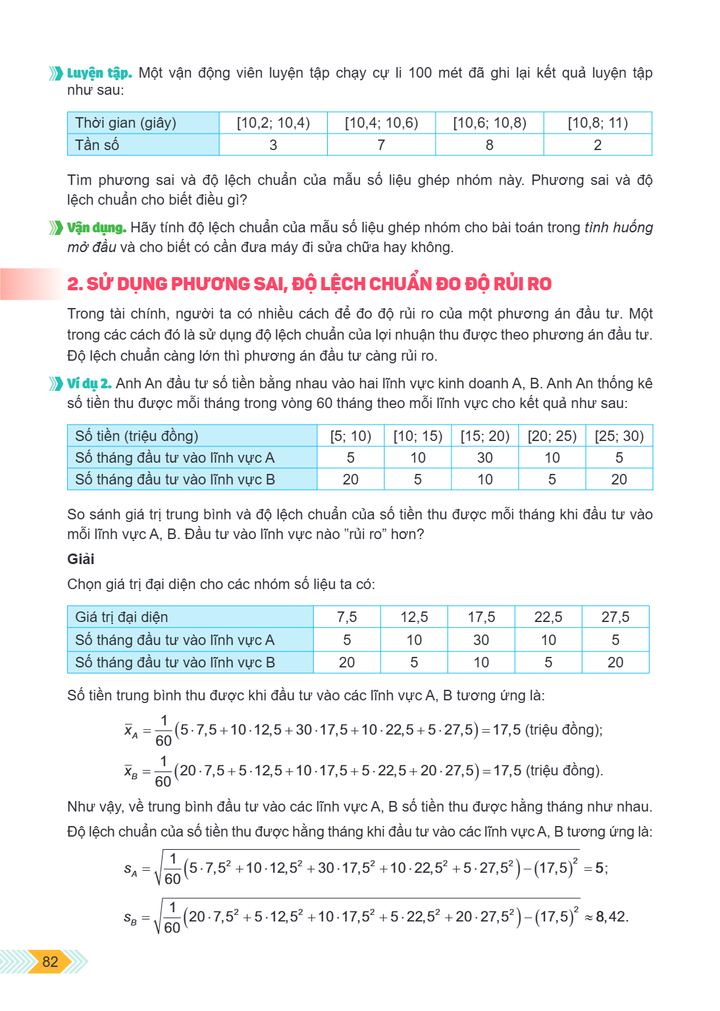 Luyện tập. Một vận động viên luyện tập chạy cự li 100 mét đã ghi lại kết quả luyện tập
như sau:
Thời gian (giây) [10,2; 10,4) [10,4; 10,6) [10,6; 10,8) [10,8; 11)
Tần số 3 7 8 2
Tìm phương sai và độ lệch chuẩn của mẫu số liệu ghép nhóm này. Phương sai và độ
lệch chuẩn cho biết điều gì?
Vận dụng. Hãy tính độ lệch chuẩn của mẫu số liệu ghép nhóm cho bài toán trong tình huống
mở đầu và cho biết có cần đưa máy đi sửa chữa hay không.
2. SỬ DỤNG PHƯƠNG SAI, ĐỘ LỆCH CHUẨN ĐO ĐỘ RỦI RO
Trong tài chính, người ta có nhiều cách để đo độ rủi ro của một phương án đầu tư. Một
trong các cách đó là sử dụng độ lệch chuẩn của lợi nhuận thu được theo phương án đầu tư.
Độ lệch chuẩn càng lớn thì phương án đầu tư càng rủi ro.
Ví dụ 2. Anh An đầu tư số tiền bằng nhau vào hai lĩnh vực kinh doanh A, B. Anh An thống kê
số tiền thu được mỗi tháng trong vòng 60 tháng theo mỗi lĩnh vực cho kết quả như sau:
Số tiền (triệu đồng) [5; 10) [10; 15) [15; 20) [20; 25) [25; 30)
Số tháng đầu tư vào lĩnh vực A 5 10 30 10 5
Số tháng đầu tư vào lĩnh vực B 20 5 10 5 20
So sánh giá trị trung bình và độ lệch chuẩn của số tiền thu được mỗi tháng khi đầu tư vào
mỗi lĩnh vực A, B. Đầu tư vào lĩnh vực nào "rủi ro" hơn?
Giải
Chọn giá trị đại diện cho các nhóm số liệu ta có:
Giá trị đại diện 7,5 12,5 17,5 22,5 27,5
Số tháng đầu tư vào lĩnh vực A 5 10 30 10 5
Số tháng đầu tư vào lĩnh vực B 20 5 10 5 20
Số tiền trung bình thu được khi đầu tư vào các lĩnh vực A, B tương ứng là:
x̄_A = 1/60 (5·7,5 + 10·12,5 + 30·17,5 + 10·22,5 + 5·27,5) = 17,5 (triệu đồng);
x̄_B = 1/60 (20·7,5 + 5·12,5 + 10·17,5 + 5·22,5 + 20·27,5) = 17,5 (triệu đồng).
Như vậy, về trung bình đầu tư vào các lĩnh vực A, B số tiền thu được hằng tháng như nhau.
Độ lệch chuẩn của số tiền thu được hằng tháng khi đầu tư vào các lĩnh vực A, B tương ứng là:
s_A = √(1/60 (5·7,5² + 10·12,5² + 30·17,5² + 10·22,5² + 5·27,5²) − (17,5)²) = 5;
s_B = √(1/60 (20·7,5² + 5·12,5² + 10·17,5² + 5·22,5² + 20·27,5²) − (17,5)²) ≈ 8,42.
82